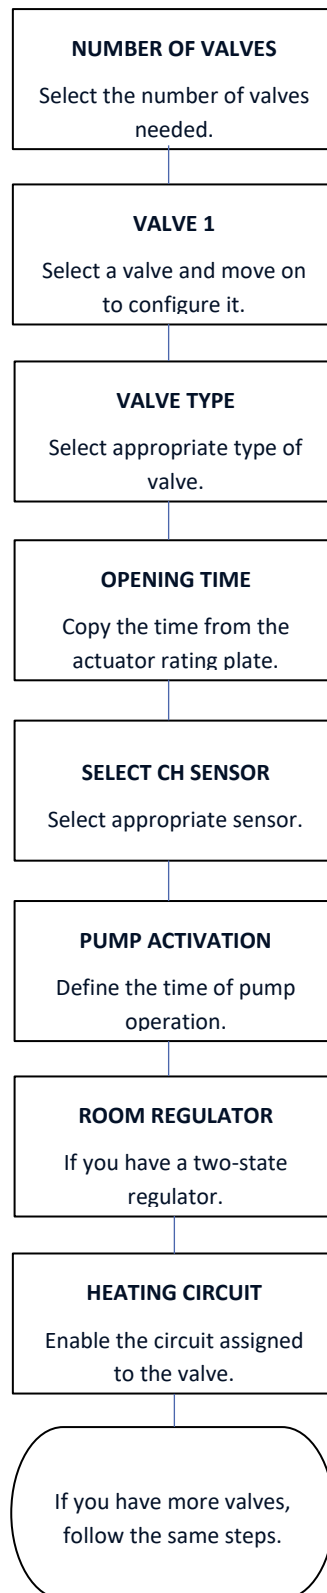 NUMBER OF VALVES
Select the number of valves
needed.
VALVE 1
Select a valve and move on
to configure it.
VALVE TYPE
Select appropriate type of
valve.
OPENING TIME
Copy the time from the
actuator rating plate.
SELECT CH SENSOR
Select appropriate sensor.
PUMP ACTIVATION
Define the time of pump
operation.
ROOM REGULATOR
If you have a two-state
regulator.
HEATING CIRCUIT
Enable the circuit assigned
to the valve.
If you have more valves,
follow the same steps.